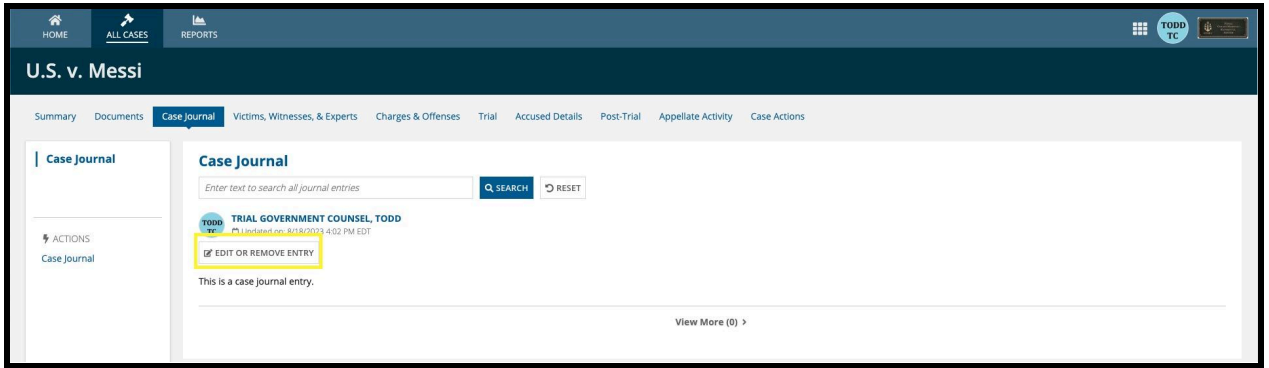 HOME ALL CASES REPORTS
TODD TC
U.S. v. Messi
Summary Documents Case Journal Victims, Witnesses, & Experts Charges & Offenses Trial Accused Details Post-Trial Appellate Activity Case Actions
Case Journal
ACTIONS
Case Journal
Case Journal
Enter text to search all journal entries SEARCH RESET
TODD TC TRIAL GOVERNMENT COUNSEL, TODD
Updated on: 8/18/2023 4:02 PM EDT
EDIT OR REMOVE ENTRY
This is a case journal entry.
View More (0) >